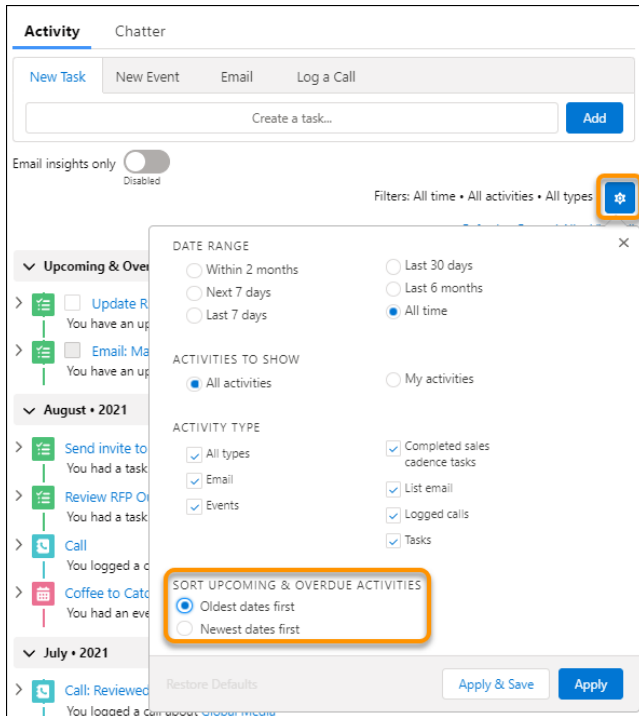 Activity Chatter
New Task New Event Email Log a Call
Create a task... Add
Email insights only
Disabled
Filters: All time • All activities • All types
DATE RANGE
Within 2 months Last 30 days
Next 7 days Last 6 months
Last 7 days All time
ACTIVITIES TO SHOW
All activities My activities
ACTIVITY TYPE
All types Completed sales
cadence tasks
Email List email
Events Logged calls
Tasks
SORT UPCOMING & OVERDUE ACTIVITIES
Oldest dates first
Newest dates first
Restore Defaults Apply & Save Apply
Upcoming & Over
Update R
You have an up
Email: Ma
You have an up
August • 2021
Send invite to
You had a task
Review RFP
You had a task
Call
You logged a c
Coffee to Catc
You had an eve
July • 2021
Call: Reviewed
You logged a call about Global Media